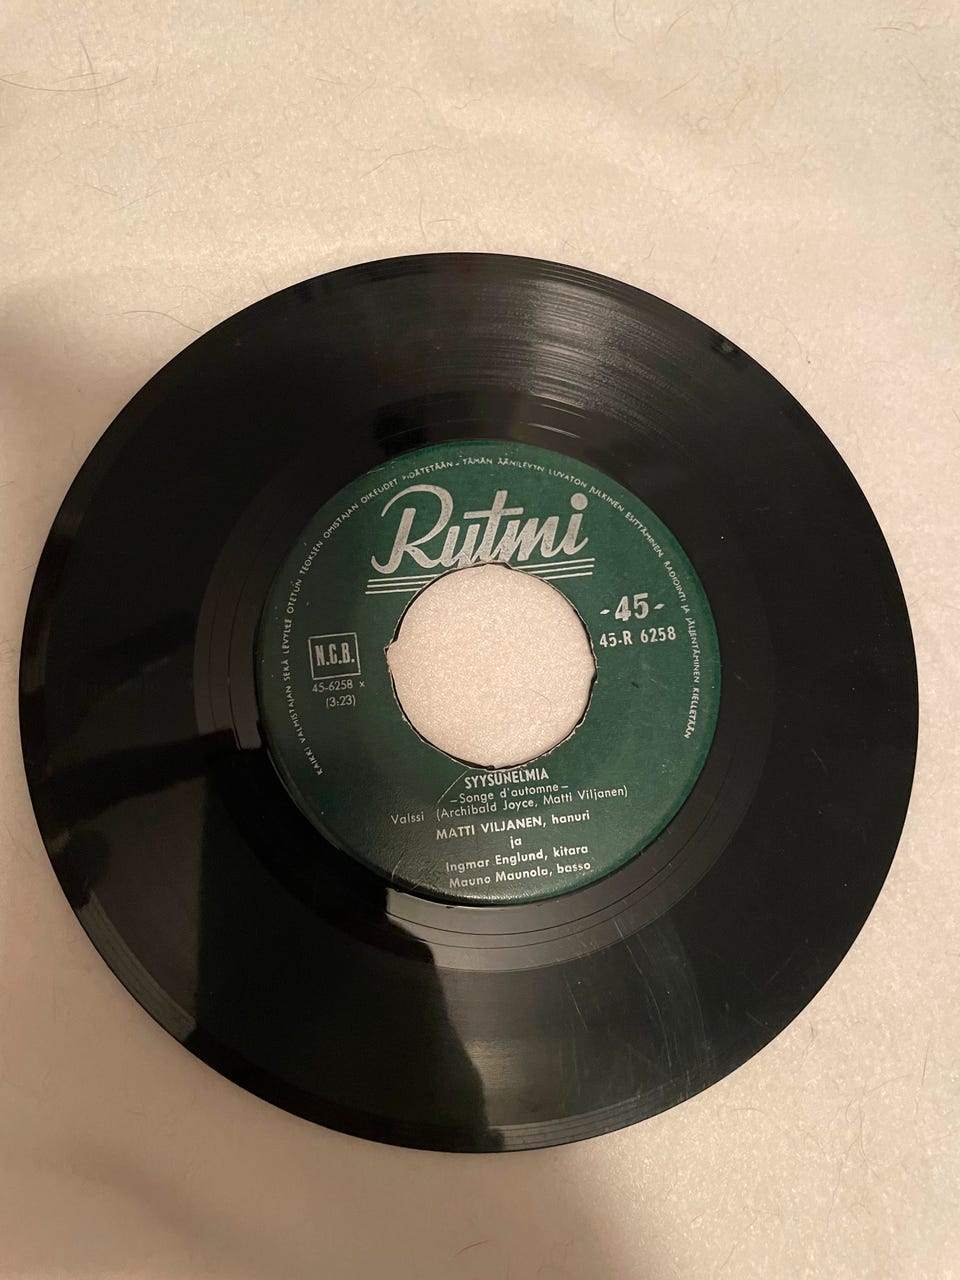 KAIKKI VALMISTAJAN SEKÄ LEVYLLE OTETUN TEOKSEN OMISTAJAN OIKEUDET PIDÄTETÄÄN - TÄMÄN ÄÄNILEVYN LUVATON JULKINEN ESITTÄMINEN RADIOINTI JA JÄLJENTÄMINEN KIELLETÄÄN
Rytmi
-45-
45-R 6258
N.C.B.
45-6258 x
(3:23)
SYYSUNELMIA
-Songe d'automne-
Valssi (Archibald Joyce, Matti Viljanen)
MATTI VILJANEN, hanuri
ja
Ingmar Englund, kitara
Mauno Maunola, basso